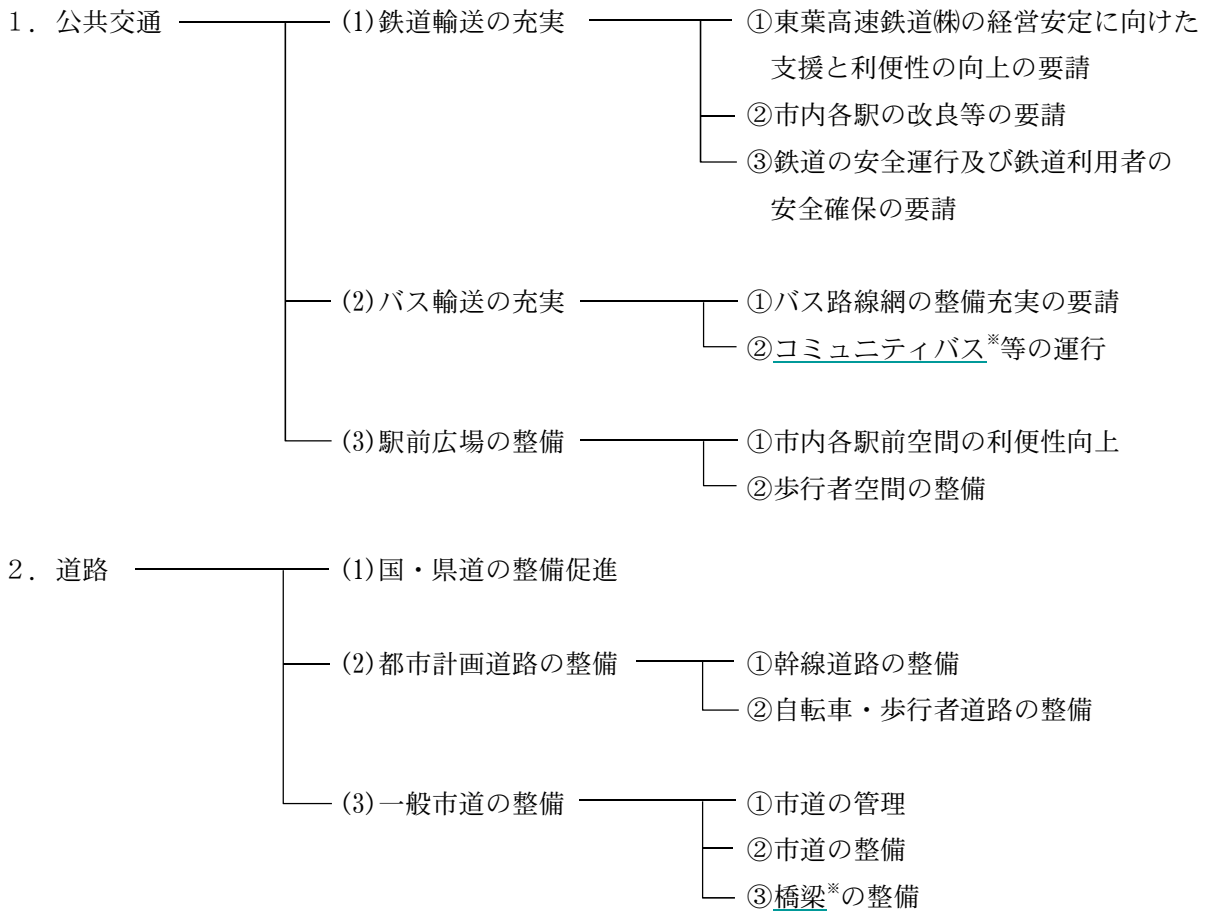 １．公共交通
(1)鉄道輸送の充実
①東葉高速鉄道㈱の経営安定に向けた
支援と利便性の向上の要請
②市内各駅の改良等の要請
③鉄道の安全運行及び鉄道利用者の
安全確保の要請
(2)バス輸送の充実
①バス路線網の整備充実の要請
②コミュニティバス※等の運行
(3)駅前広場の整備
①市内各駅前空間の利便性向上
②歩行者空間の整備
２．道路
(1)国・県道の整備促進
(2)都市計画道路の整備
①幹線道路の整備
②自転車・歩行者道路の整備
(3)一般市道の整備
①市道の管理
②市道の整備
③橋梁※の整備